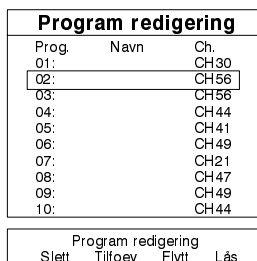 Program redigering
Prog. Navn Ch.
01: CH30
02: CH56
03: CH56
04: CH44
05: CH41
06: CH49
07: CH21
08: CH47
09: CH49
10: CH44
Program redigering
Slett Tilfoey Flytt Lås